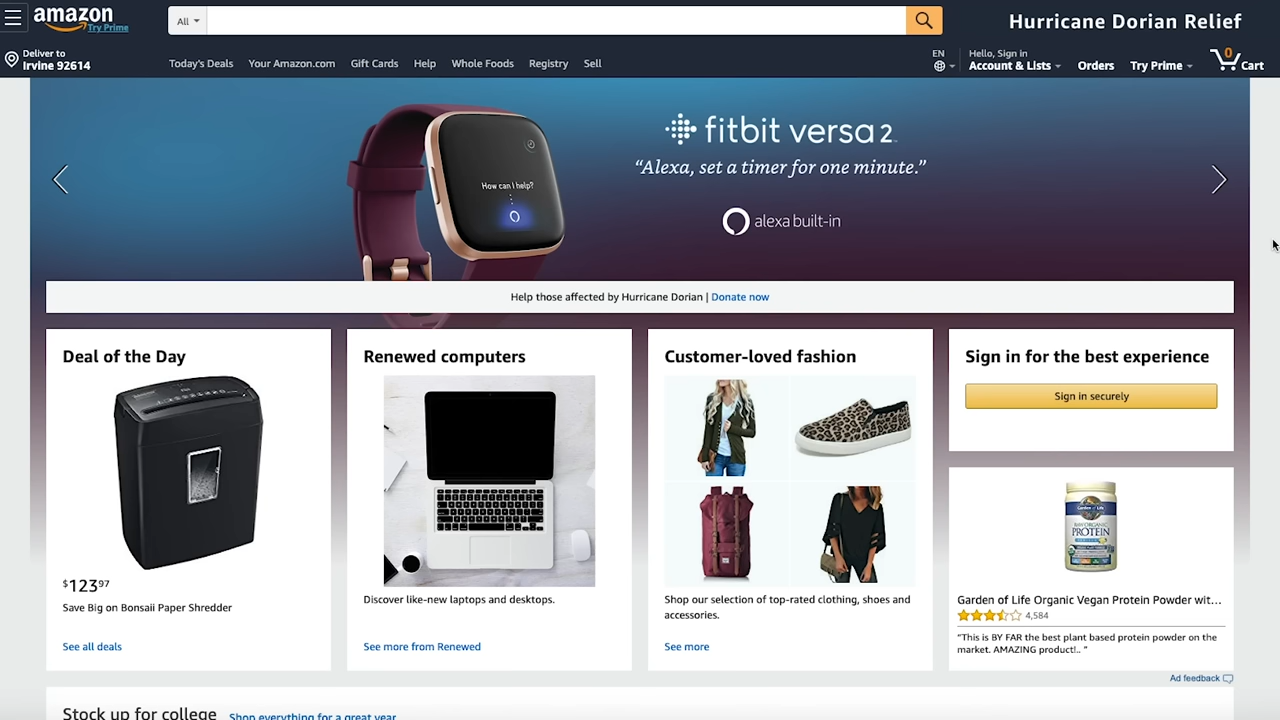 amazon
Try Prime
All
Hurricane Dorian Relief
Deliver to
Irvine 92614
Today's Deals Your Amazon.com Gift Cards Help Whole Foods Registry Sell
EN
Hello, Sign in
Account & Lists
Orders
Try Prime
0
Cart
fitbit versa 2
“Alexa, set a timer for one minute.”
alexa built-in
How can I help?
Help those affected by Hurricane Dorian | Donate now
Deal of the Day
$123.97
Save Big on Bonsaii Paper Shredder
See all deals
Renewed computers
Discover like-new laptops and desktops.
See more from Renewed
Customer-loved fashion
Shop our selection of top-rated clothing, shoes and
accessories.
See more
Sign in for the best experience
Sign in securely
Garden of Life
PROTEIN
Garden of Life Organic Vegan Protein Powder wit...
4,584
“This is BY FAR the best plant based protein powder on the
market. AMAZING product!.. ”
Ad feedback
Stock up for college Shop everything for a great year